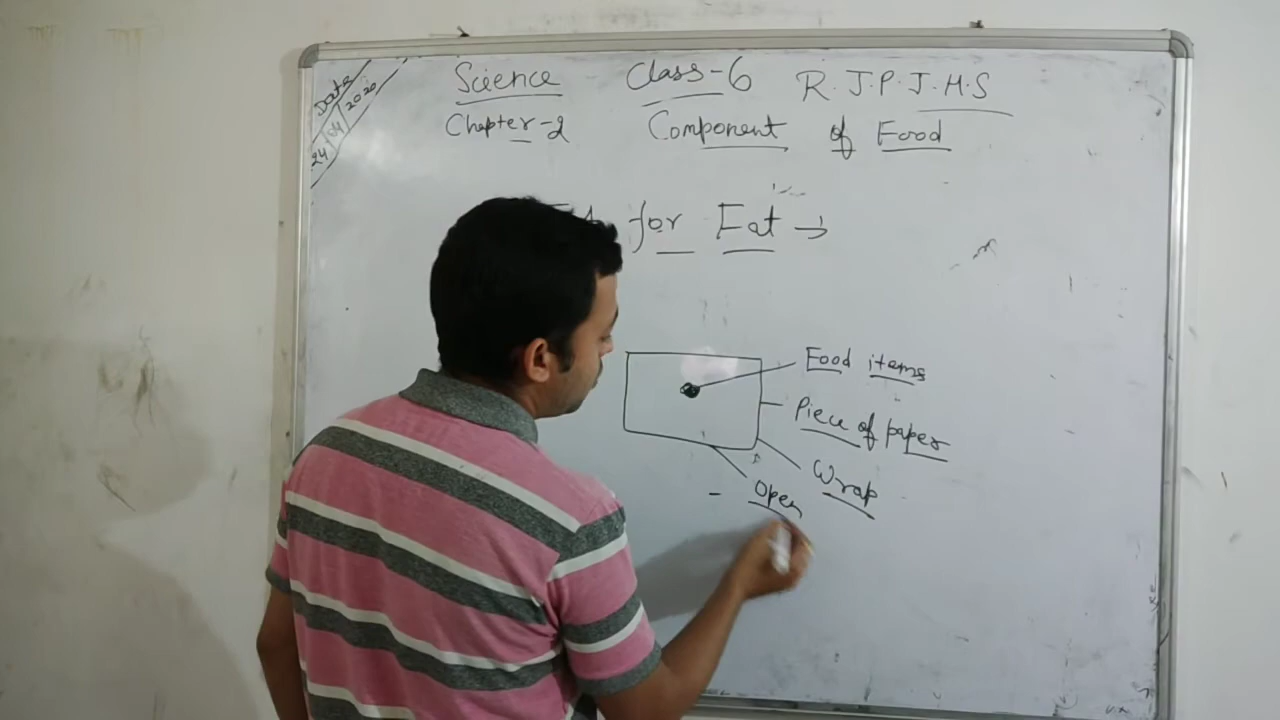 Date
24/04/2020
Science Class-6 R.J.P.J.H.S
Chapter-2 Component of Food
for Fat →
Food items
Piece of paper
Wrap
Open